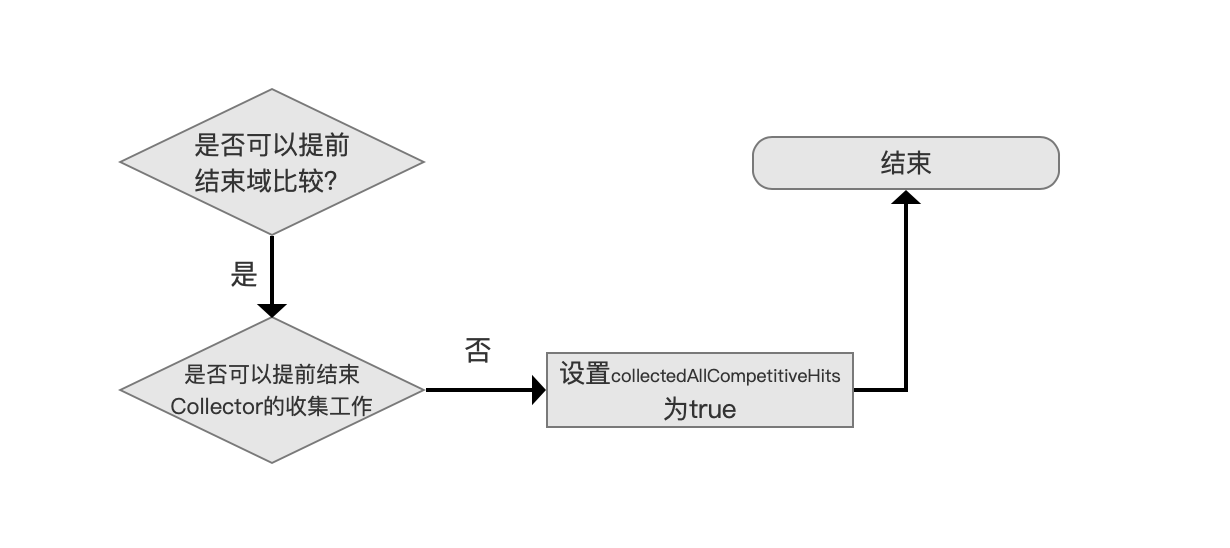 是否可以提前
结束域比较?
是
是否可以提前结束
Collector的收集工作
否
设置collectedAllCompetitiveHits
为true
结束